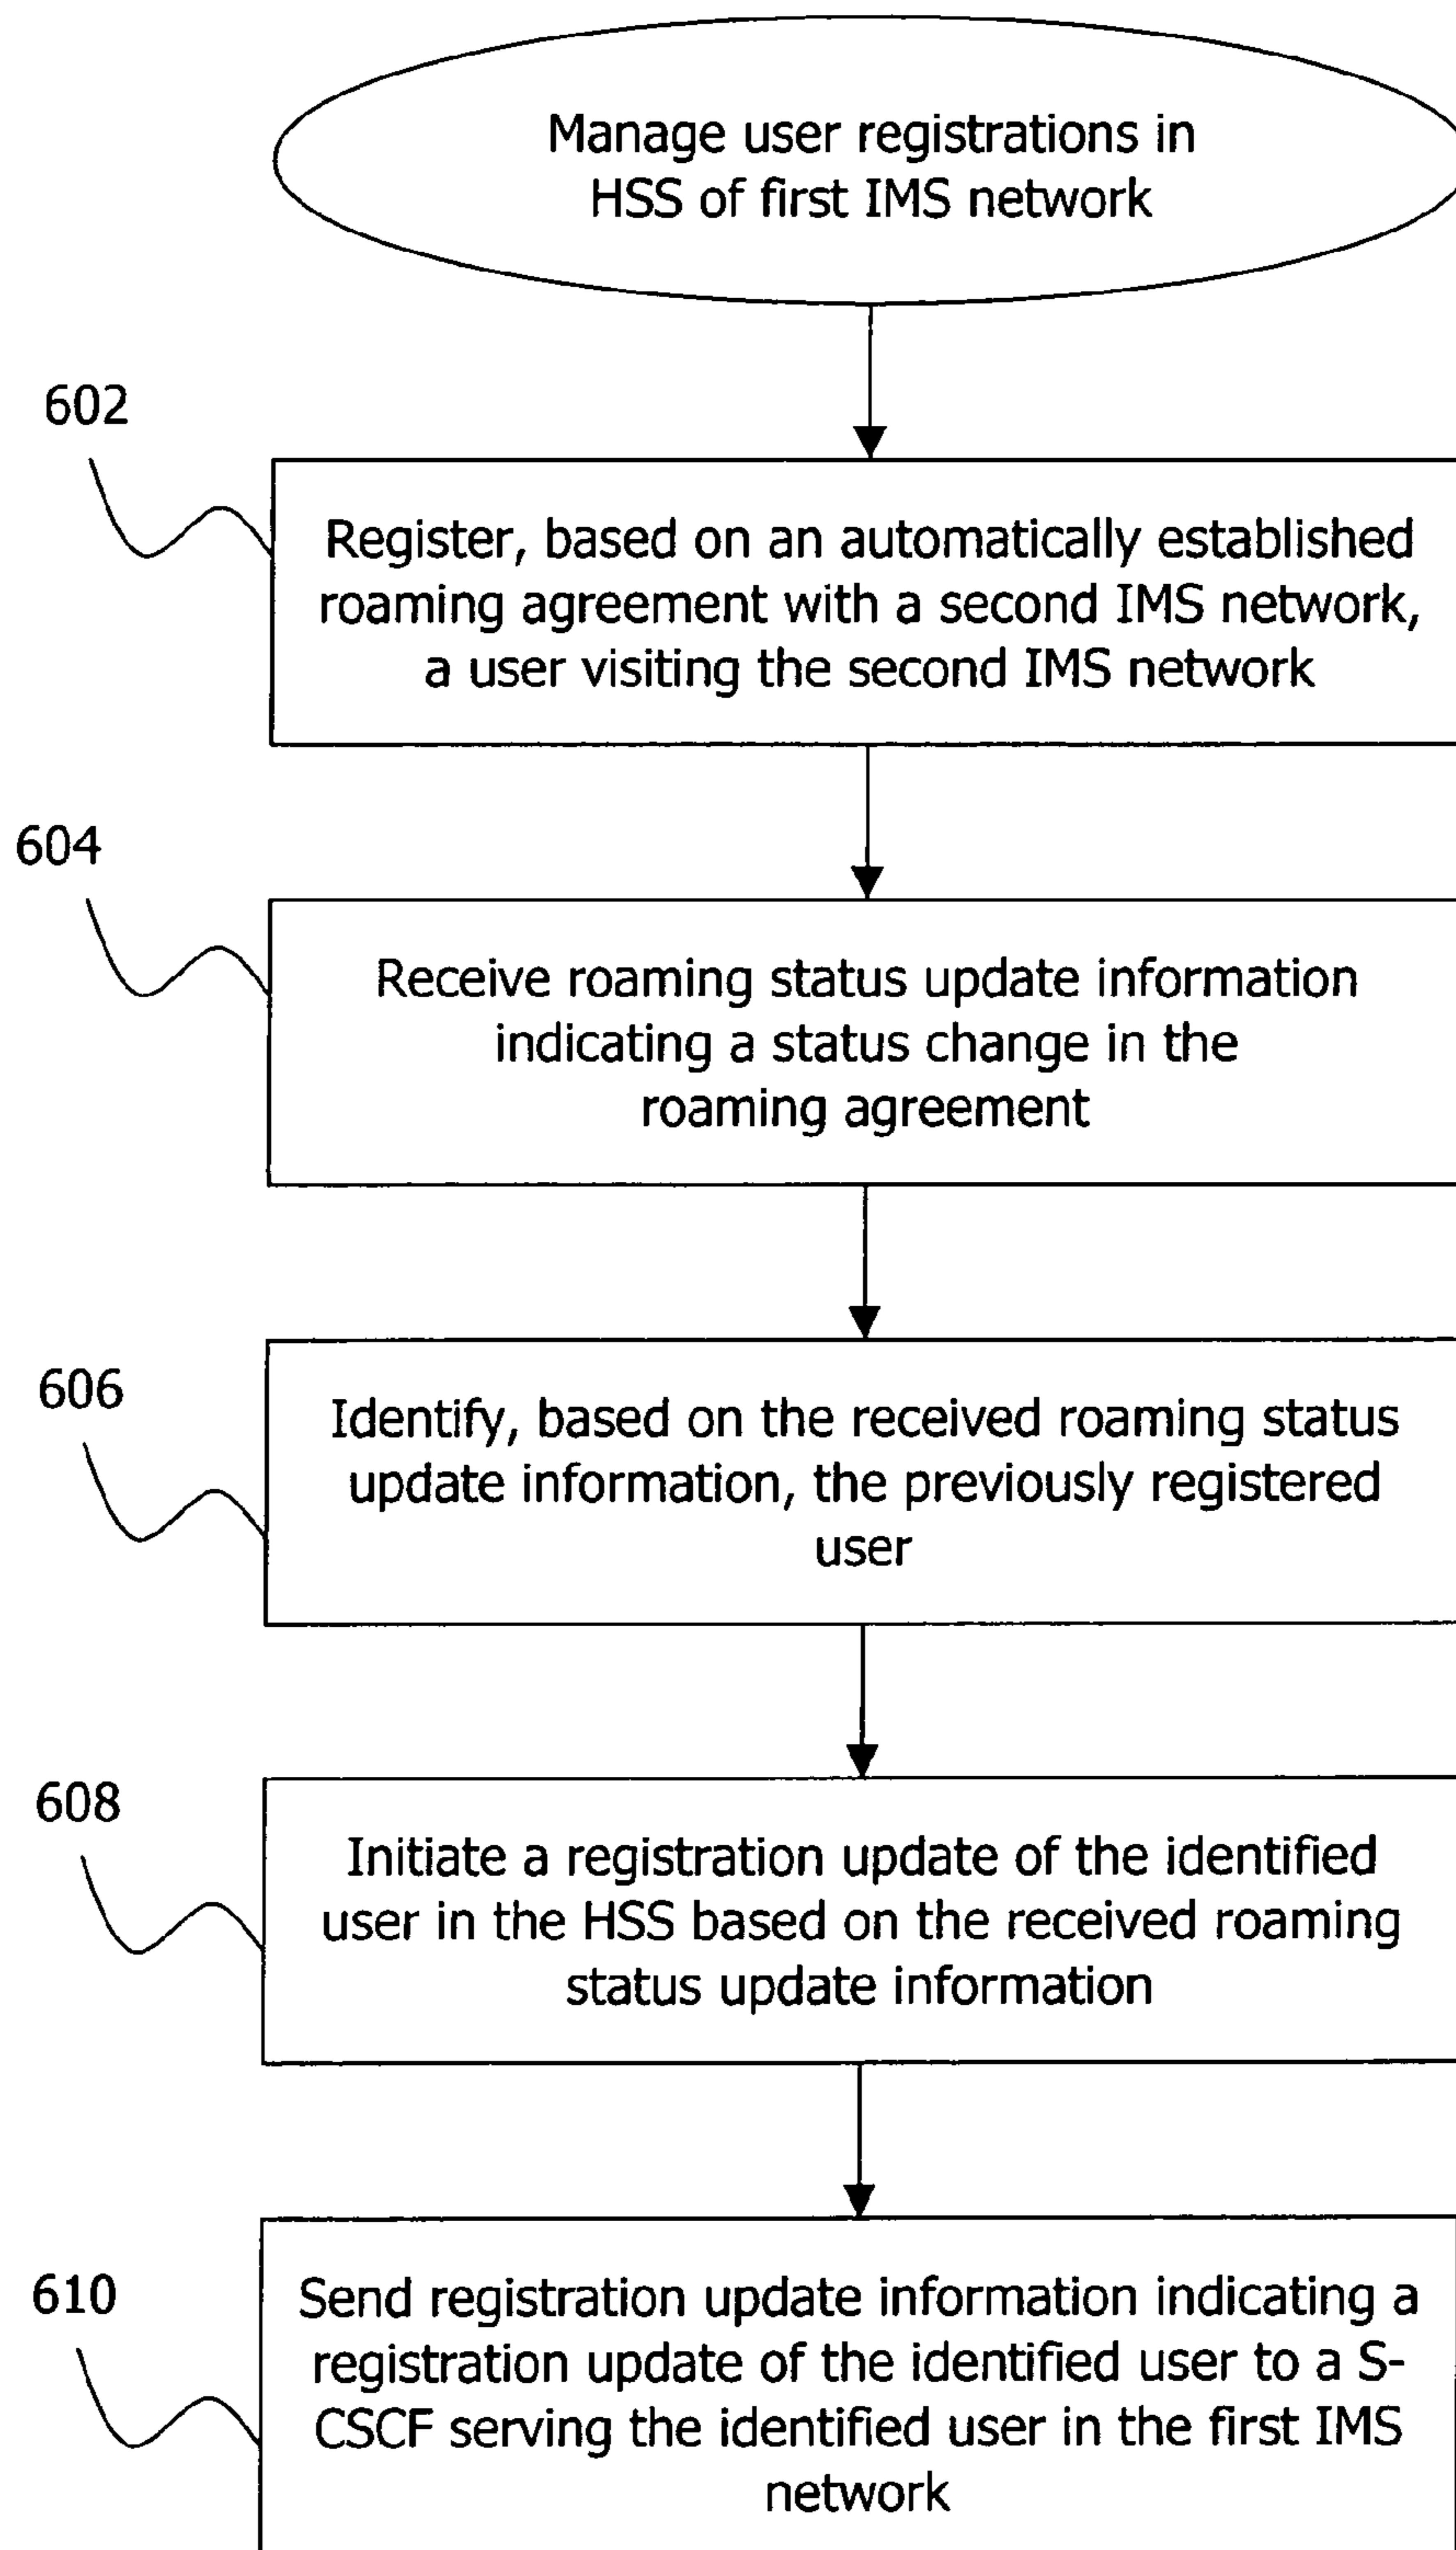 Manage user registrations in
HSS of first IMS network
602
Register, based on an automatically established
roaming agreement with a second IMS network,
a user visiting the second IMS network
604
Receive roaming status update information
indicating a status change in the
roaming agreement
606
Identify, based on the received roaming status
update information, the previously registered
user
608
Initiate a registration update of the identified
user in the HSS based on the received roaming
status update information
610
Send registration update information indicating a
registration update of the identified user to a S-
CSCF serving the identified user in the first IMS
network